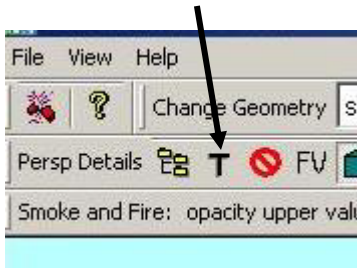 File View Help
? Change Geometry s
Persp Details T FV
Smoke and Fire: opacity upper valu